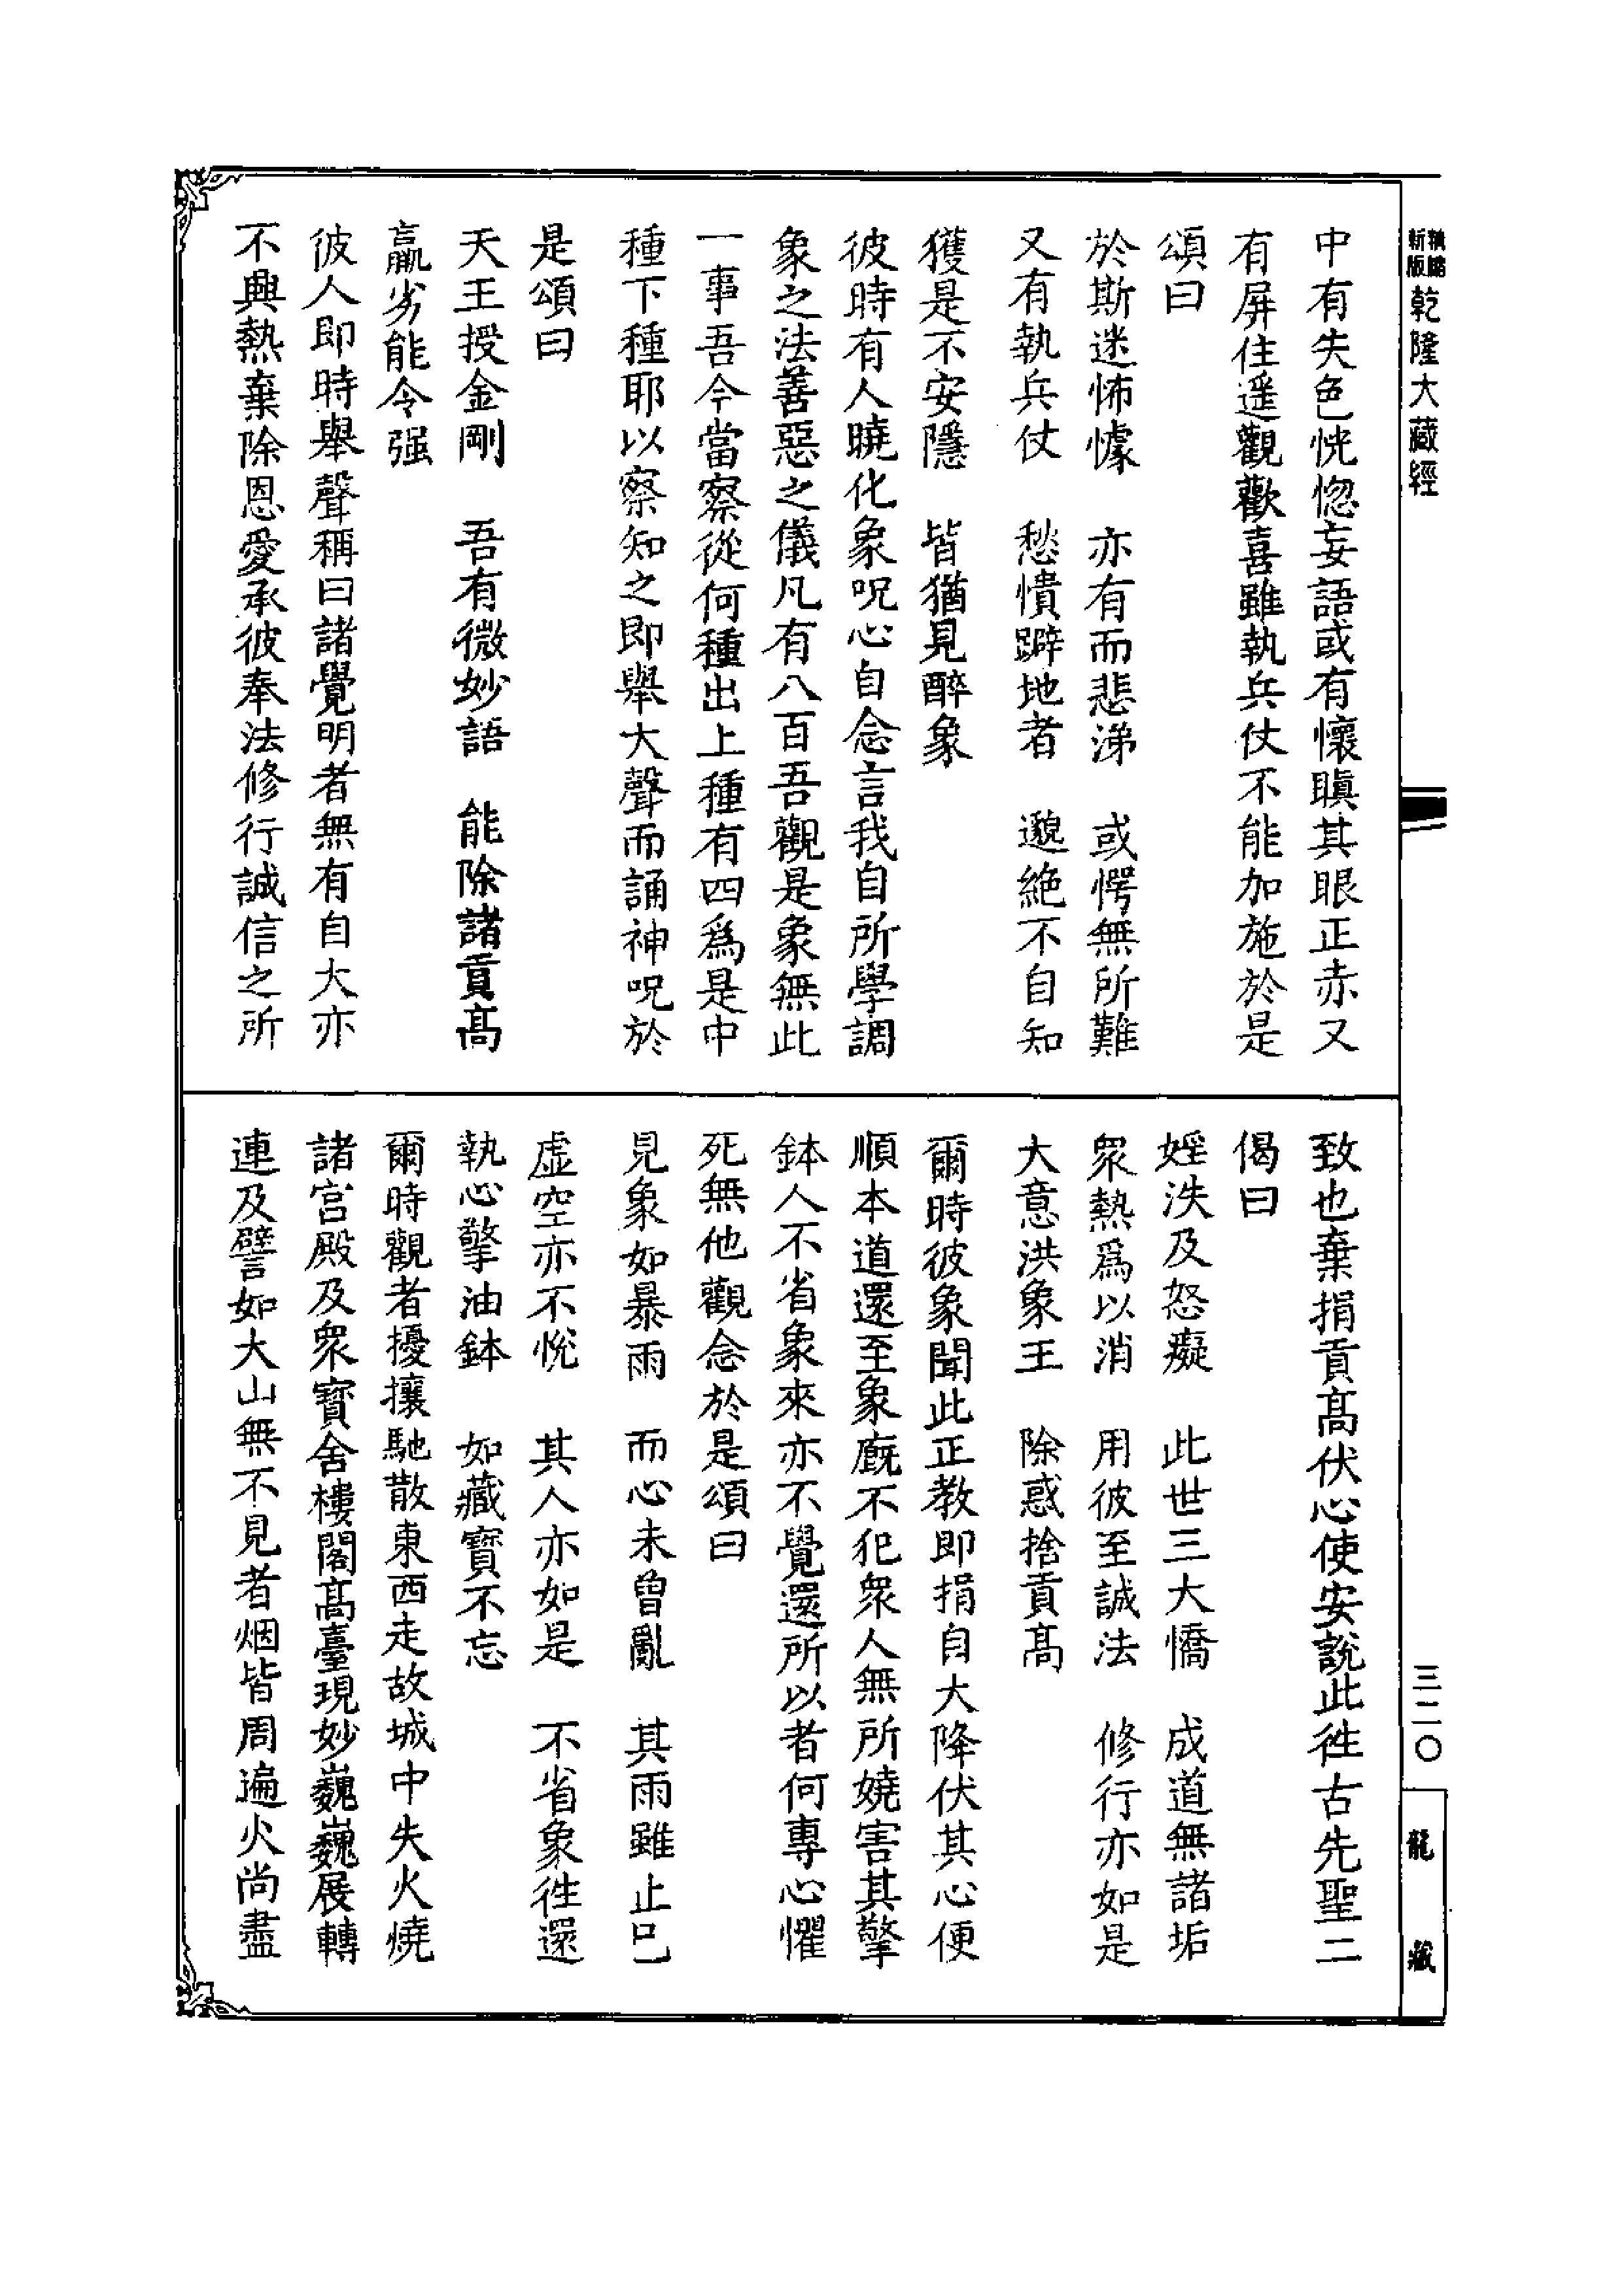 新版
乾隆大藏經
中有失色恍惚妄語或有懷瞋其眼正赤又
有屏住遥觀歡喜雖執兵仗不能加施於是
頌曰
於斯迷怖懅　亦有而悲涕　或愕無所難
又有執兵仗　愁憒躃地者　邈絶不自知
獲是不安隱　皆猶見醉象
彼時有人曉化象呪心自念言我自所學調
象之法善惡之儀凡有八百吾觀是象無此
一事吾今當察從何種出上種有四爲是中
種下種耶以察知之即舉大聲而誦神呪於
是頌曰
天王授金剛　吾有微妙語　能除諸貢髙
羸劣能令强
彼人即時舉聲稱曰諸覺明者無有自大亦
不興熱棄除恩愛承彼奉法修行誠信之所
致也棄捐貢髙伏心使安説此徃古先聖二
偈曰
婬泆及怒癡　此世三大憍　成道無諸垢
衆熱爲以消　用彼至誠法　修行亦如是
大意洪象王　除惑捨貢髙
爾時彼象聞此正教即捐自大降伏其心便
順本道還至象廐不犯衆人無所嬈害其擎
鉢人不省象來亦不覺還所以者何專心懼
死無他觀念於是頌曰
見象如暴雨　而心未曾亂　其雨雖止已
虚空亦不悅　其人亦如是　不省象徃還
執心擎油鉢　如藏寶不忘
爾時觀者擾攘馳散東西走故城中失火燒
諸宮殿及衆寶舍樓閣髙臺現妙巍巍展轉
連及譬如大山無不見者烟皆周遍火尚盡
三二〇
龍藏